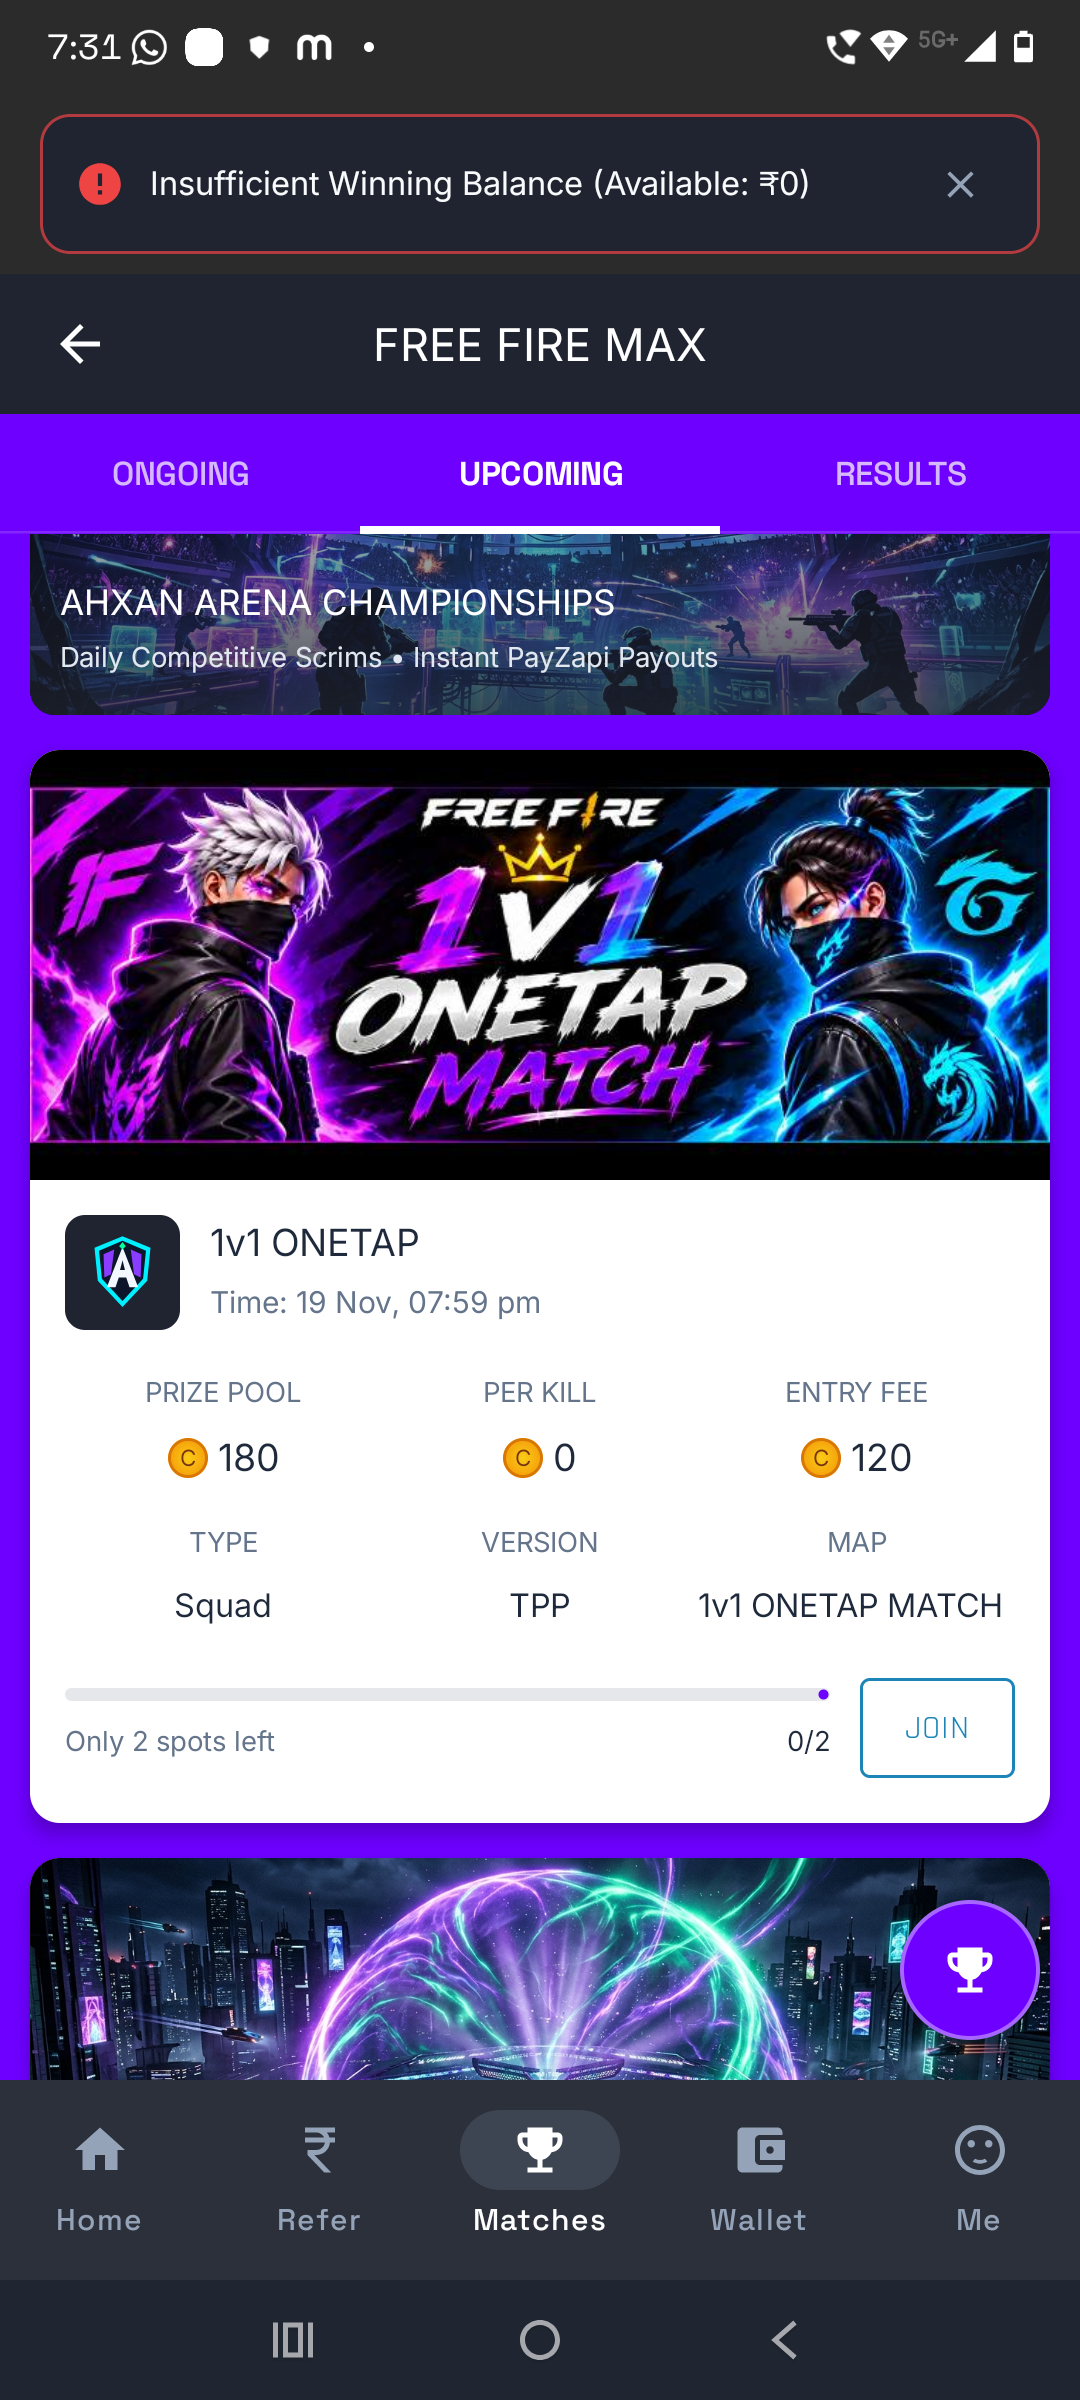 7:31
5G+
Insufficient Winning Balance (Available: ₹0)
FREE FIRE MAX
ONGOING
UPCOMING
RESULTS
AHXAN ARENA CHAMPIONSHIPS
Daily Competitive Scrims • Instant PayZapi Payouts
FREE FIRE
1V1
ONETAP
MATCH
1v1 ONETAP
Time: 19 Nov, 07:59 pm
PRIZE POOL
PER KILL
ENTRY FEE
C 180
C 0
C 120
TYPE
VERSION
MAP
Squad
TPP
1v1 ONETAP MATCH
Only 2 spots left
0/2
JOIN
Home
Refer
Matches
Wallet
Me